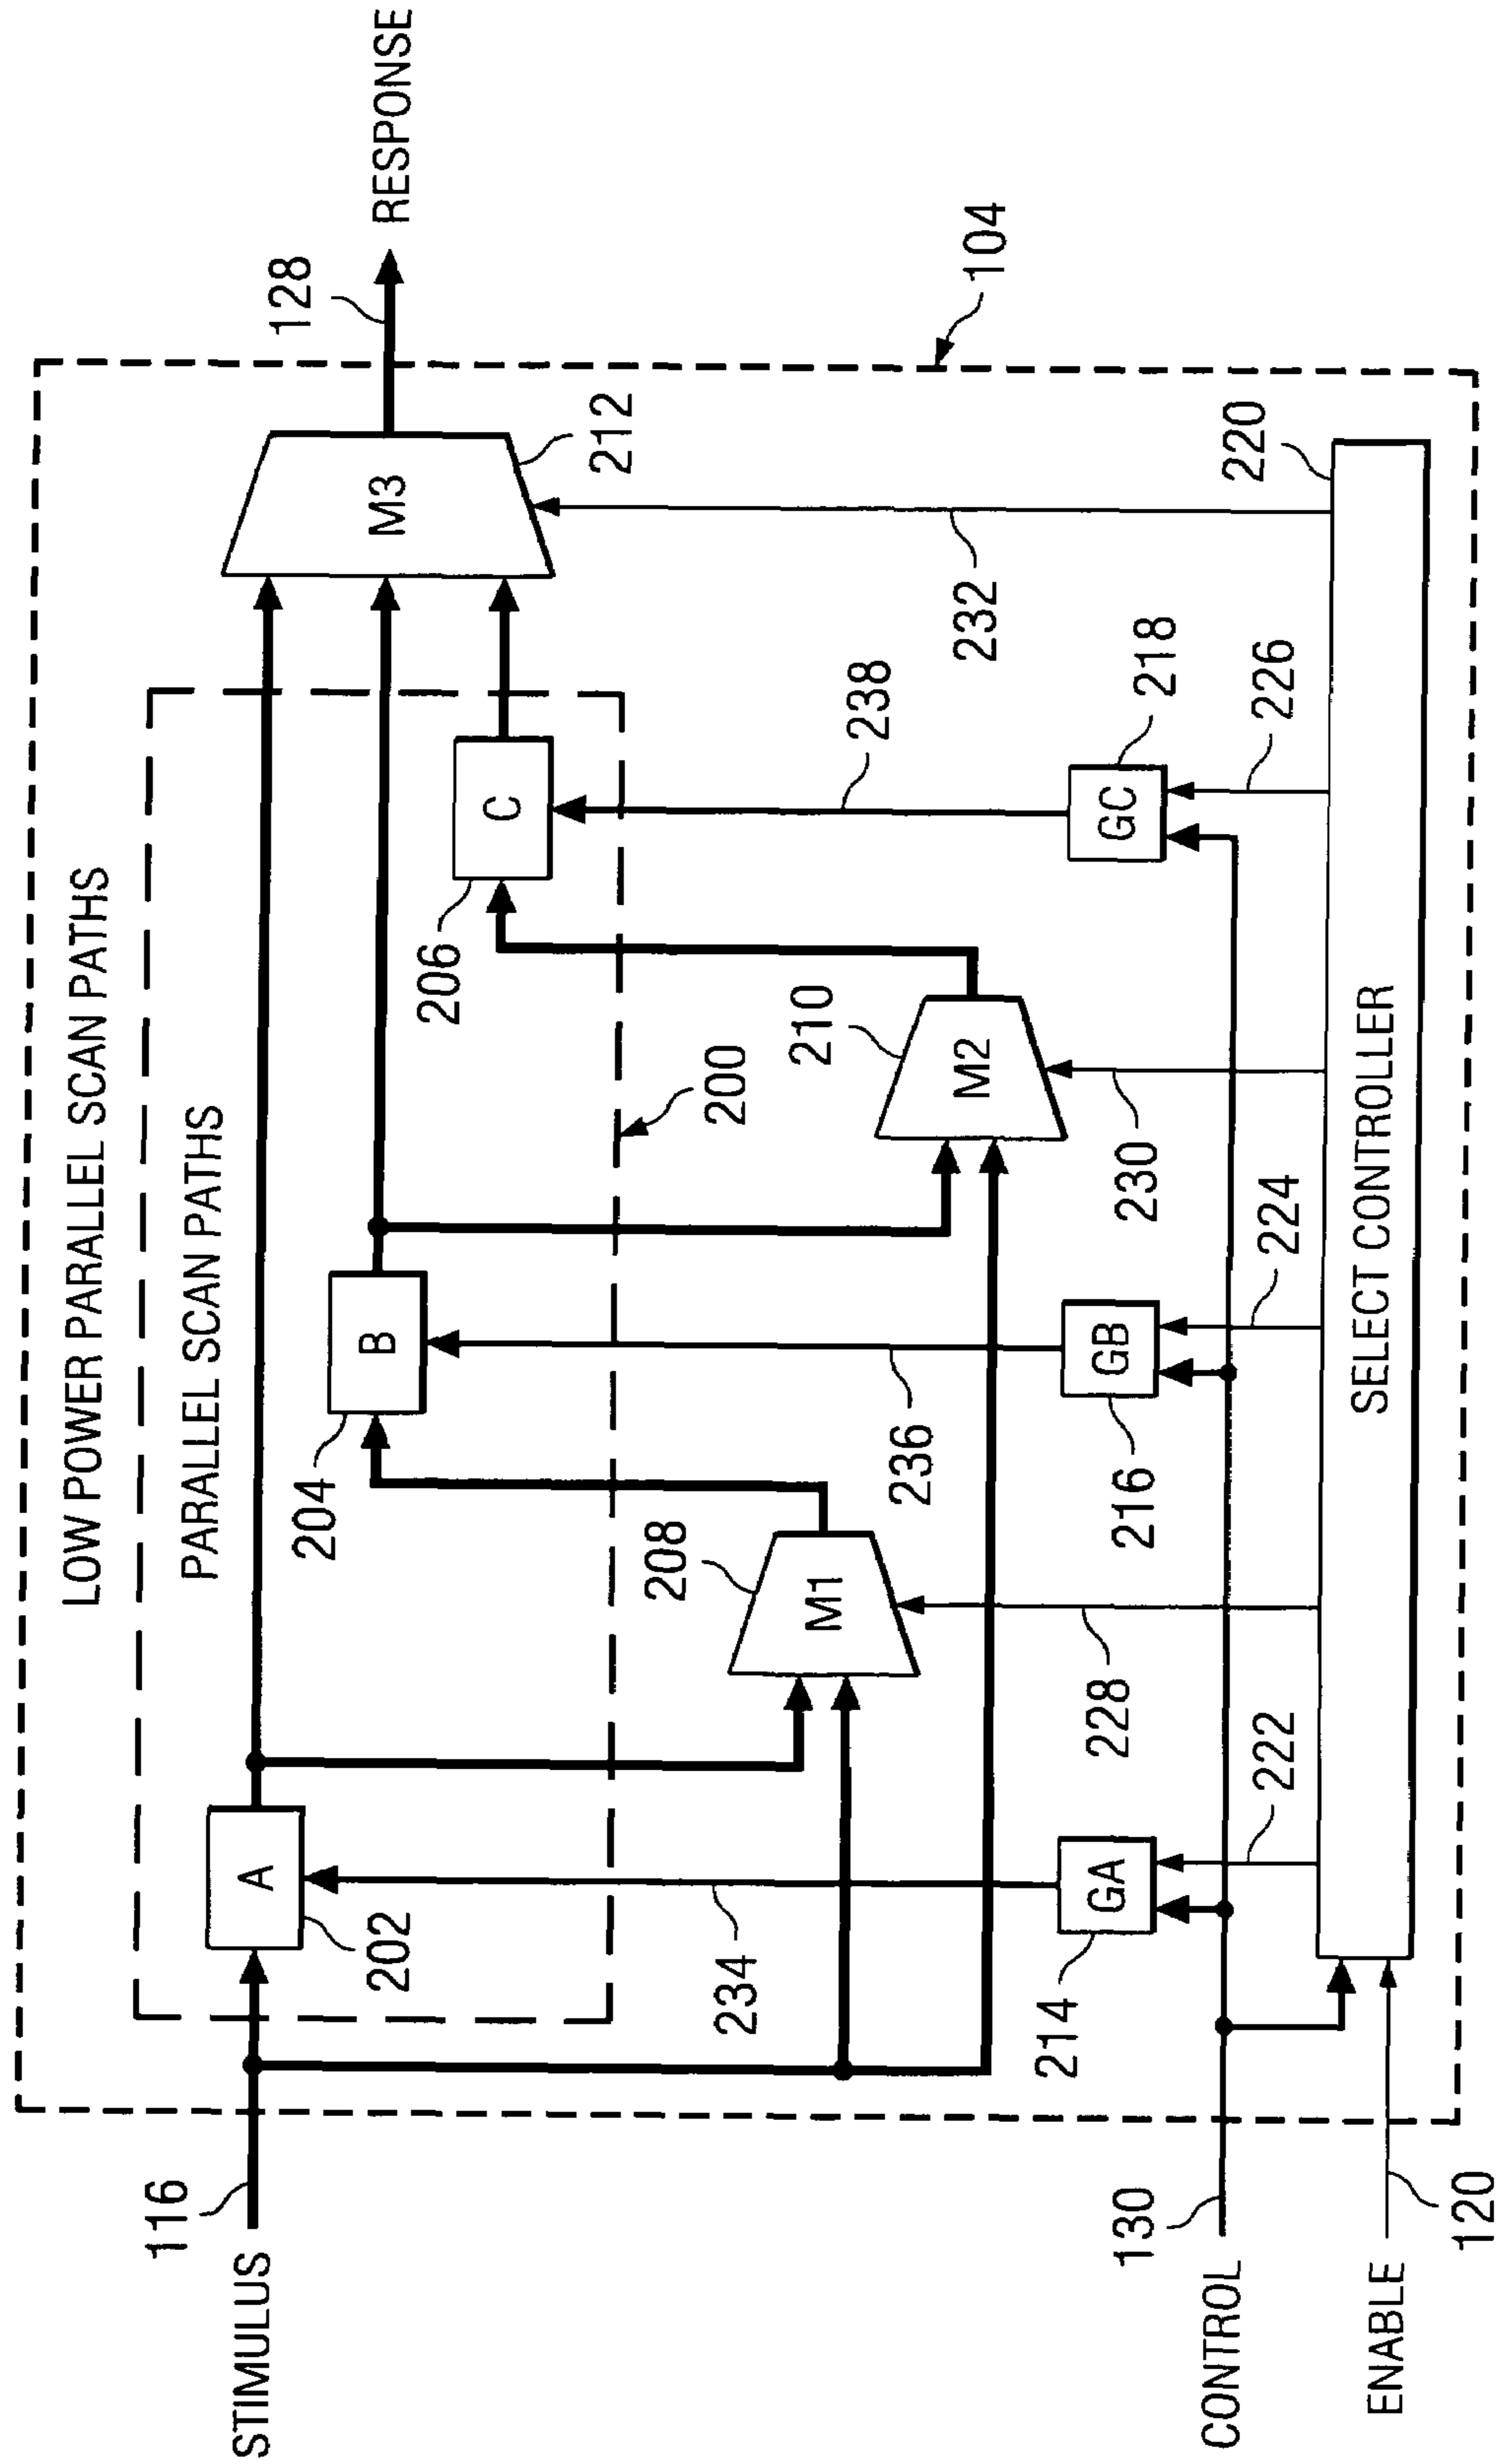 LOW POWER PARALLEL SCAN PATHS
PARALLEL SCAN PATHS
STIMULUS
116
A
202
B
204
C
206
M3
212
128
RESPONSE
200
104
M1
208
M2
210
234
236
238
232
GA
214
GB
216
GC
218
222
228
224
230
226
220
CONTROL
130
ENABLE
120
SELECT CONTROLLER